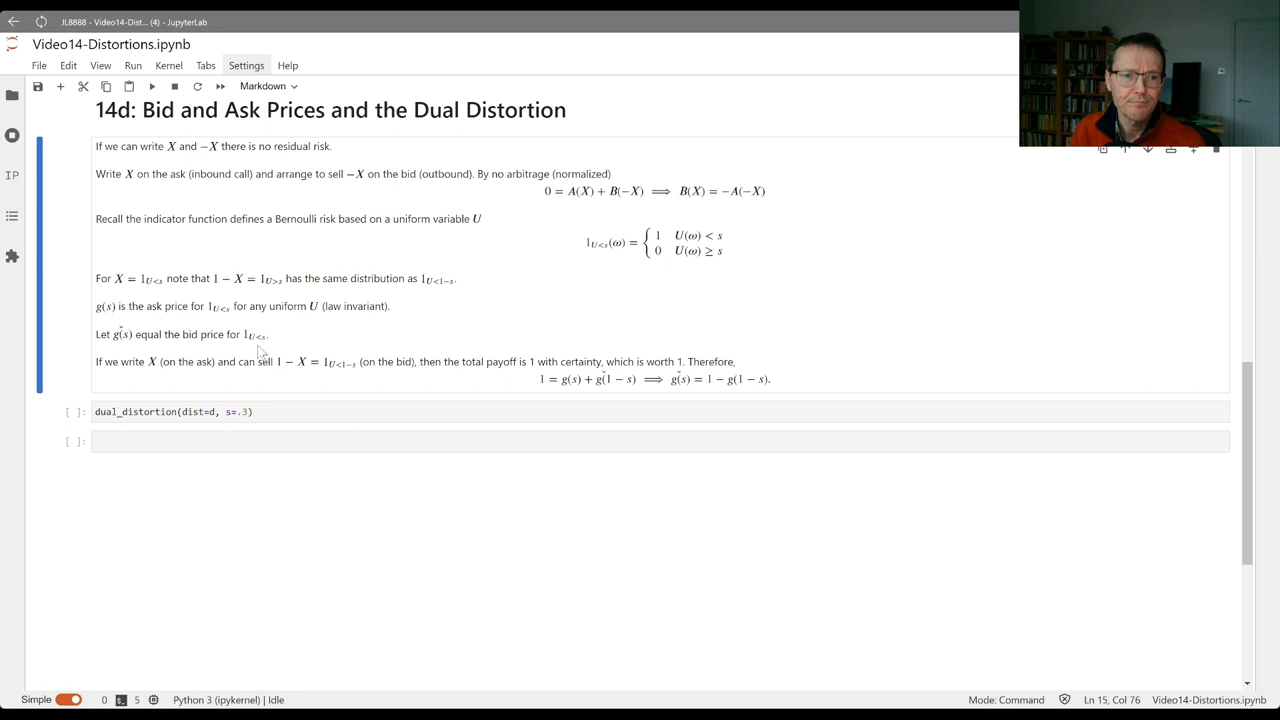 JL8888 - Video14-Dist... (4) - JupyterLab
Video14-Distortions.ipynb
File Edit View Run Kernel Tabs Settings Help
Markdown
14d: Bid and Ask Prices and the Dual Distortion
If we can write X and −X there is no residual risk.
Write X on the ask (inbound call) and arrange to sell −X on the bid (outbound). By no arbitrage (normalized)
0 = A(X) + B(−X) ⟹ B(X) = −A(−X)
Recall the indicator function defines a Bernoulli risk based on a uniform variable U
1_{U<s}(ω) = { 1 U(ω) < s
0 U(ω) ≥ s
For X = 1_{U<s} note that 1 − X = 1_{U>s} has the same distribution as 1_{U<1−s}.
g(s) is the ask price for 1_{U<s} for any uniform U (law invariant).
Let ǧ(s) equal the bid price for 1_{U<s}.
If we write X (on the ask) and can sell 1 − X = 1_{U<1−s} (on the bid), then the total payoff is 1 with certainty, which is worth 1. Therefore,
1 = g(s) + ǧ(1 − s) ⟹ ǧ(s) = 1 − g(1 − s).
[ ]: dual_distortion(dist=d, s=.3)
[ ]:
IP
Simple 0 5 Python 3 (ipykernel) | Idle Mode: Command Ln 15, Col 76 Video14-Distortions.ipynb